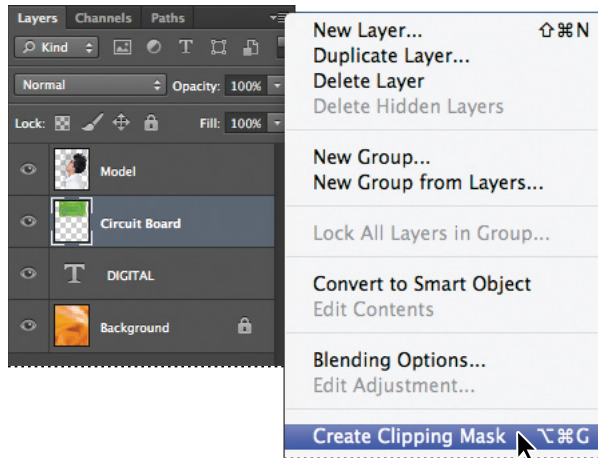 Layers Channels Paths
Kind T
Normal Opacity: 100%
Lock: Fill: 100%
Model
Circuit Board
T DIGITAL
Background
New Layer... ⇧⌘N
Duplicate Layer...
Delete Layer
Delete Hidden Layers
New Group...
New Group from Layers...
Lock All Layers in Group...
Convert to Smart Object
Edit Contents
Blending Options...
Edit Adjustment...
Create Clipping Mask ⌥⌘G